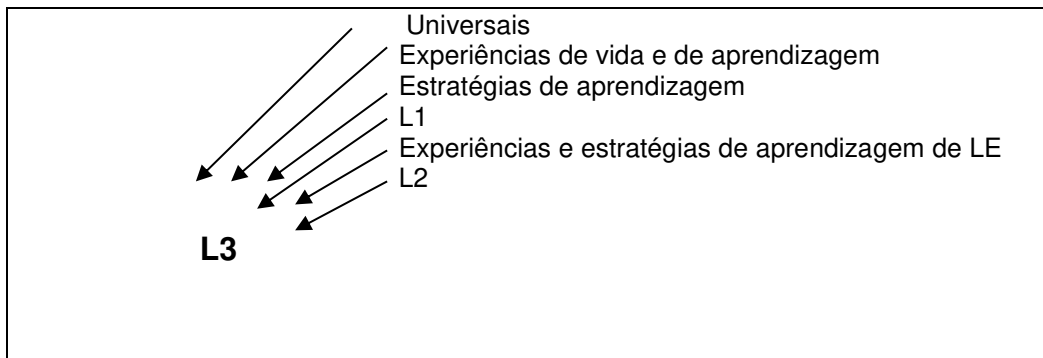 Universais
Experiências de vida e de aprendizagem
Estratégias de aprendizagem
L1
Experiências e estratégias de aprendizagem de LE
L2
L3